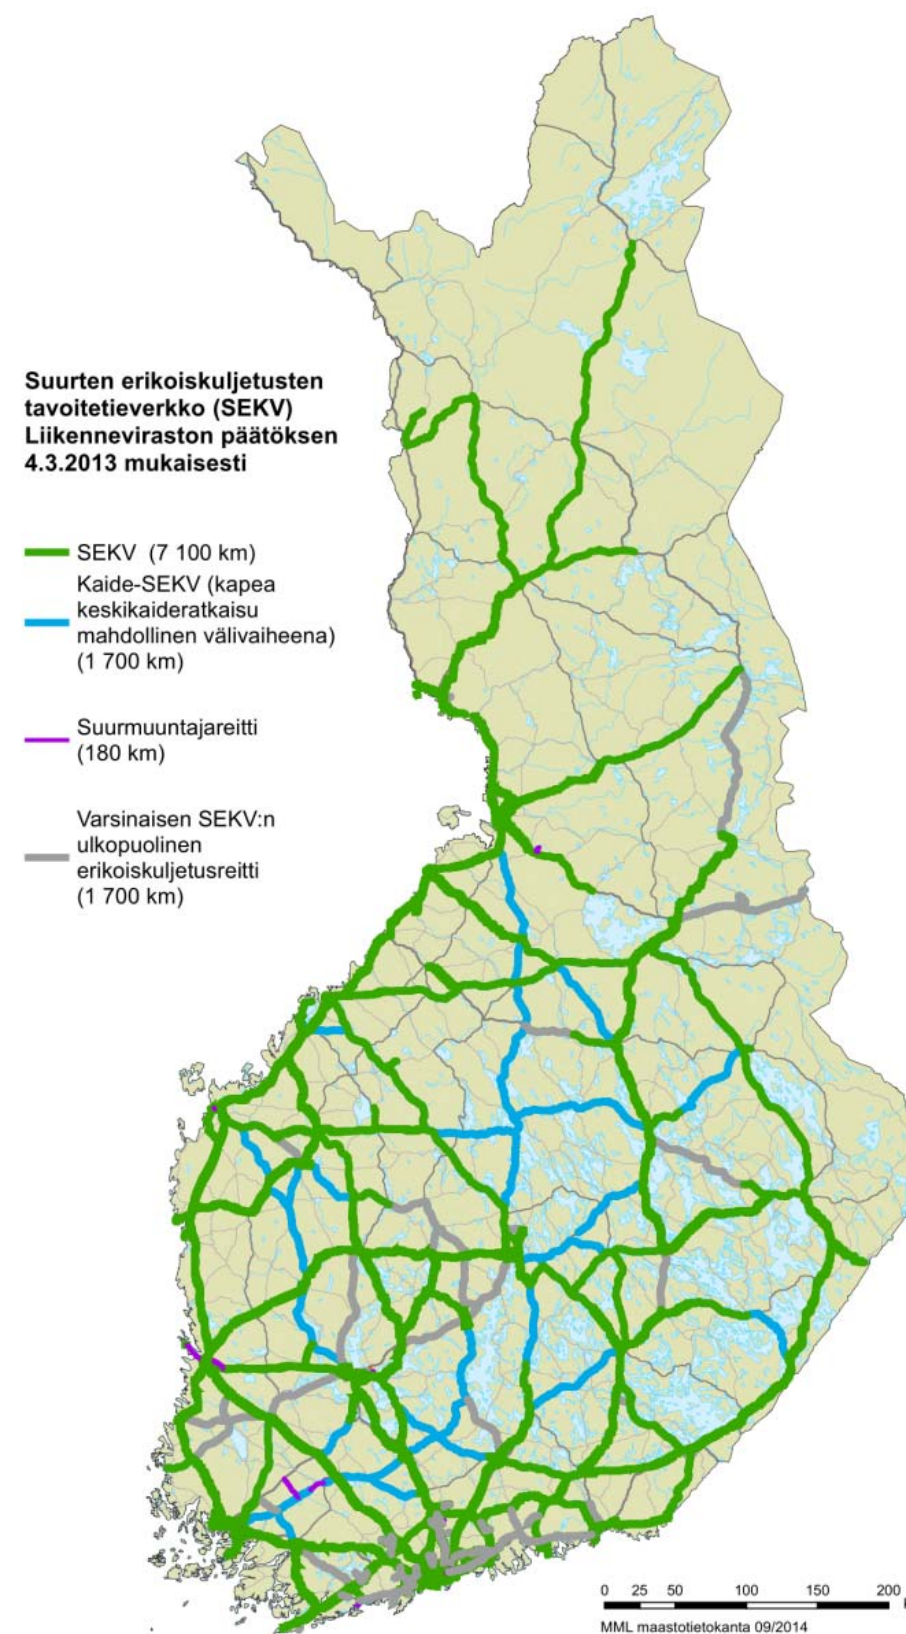 Suurten erikoiskuljetusten
tavoitetieverkko (SEKV)
Liikenneviraston päätöksen
4.3.2013 mukaisesti
SEKV (7 100 km)
Kaide-SEKV (kapea
keskikaideratkaisu
mahdollinen välivaiheena)
(1 700 km)
Suurmuuntajareitti
(180 km)
Varsinaisen SEKV:n
ulkopuolinen
erikoiskuljetusreitti
(1 700 km)
0 25 50 100 150 200
MML maastotietokanta 09/2014